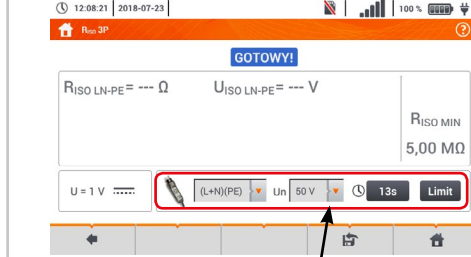 12:08:21 2018-07-23 100 %
RISO 3P
GOTOWY!
RISO LN-PE= --- Ω UISO LN-PE= --- V
RISO MIN
5,00 MΩ
U = 1 V (L+N)(PE) Un 50 V 13s Limit